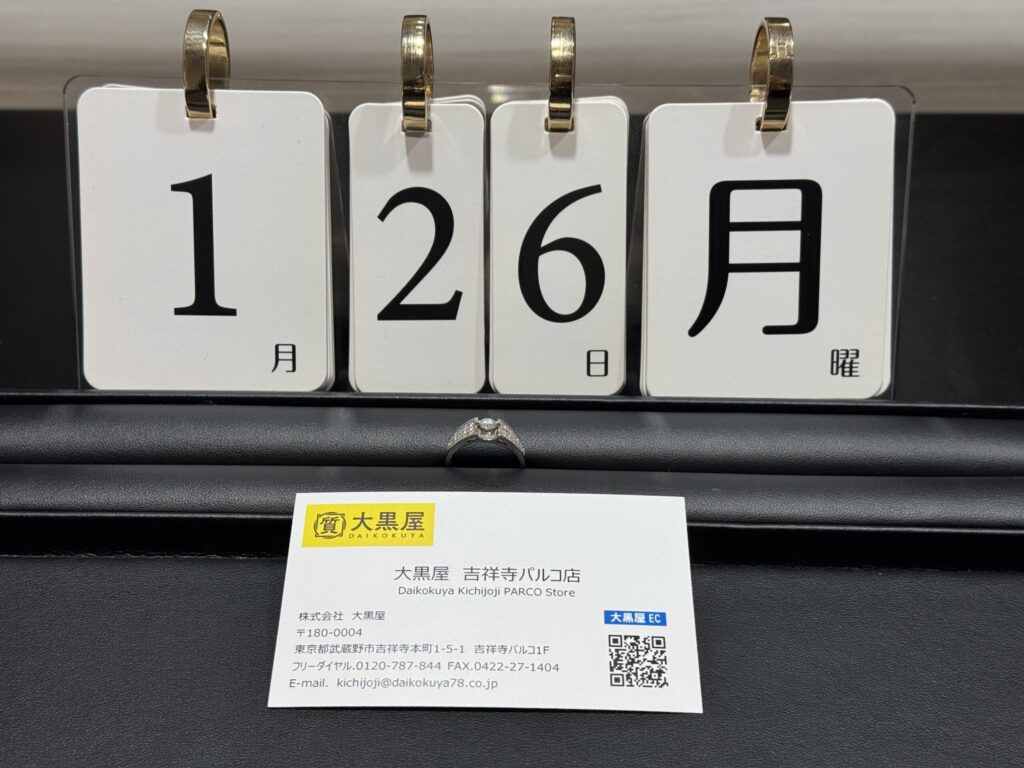 1月
26日
月曜
質 大黒屋
DAIKOKUYA
大黒屋 吉祥寺パルコ店
Daikokuya Kichijoji PARCO Store
株式会社 大黒屋
〒180-0004
東京都武蔵野市吉祥寺本町1-5-1 吉祥寺パルコ1F
フリーダイヤル.0120-787-844 FAX.0422-27-1404
E-mail. kichijoji@daikokuya78.co.jp
大黒屋 EC